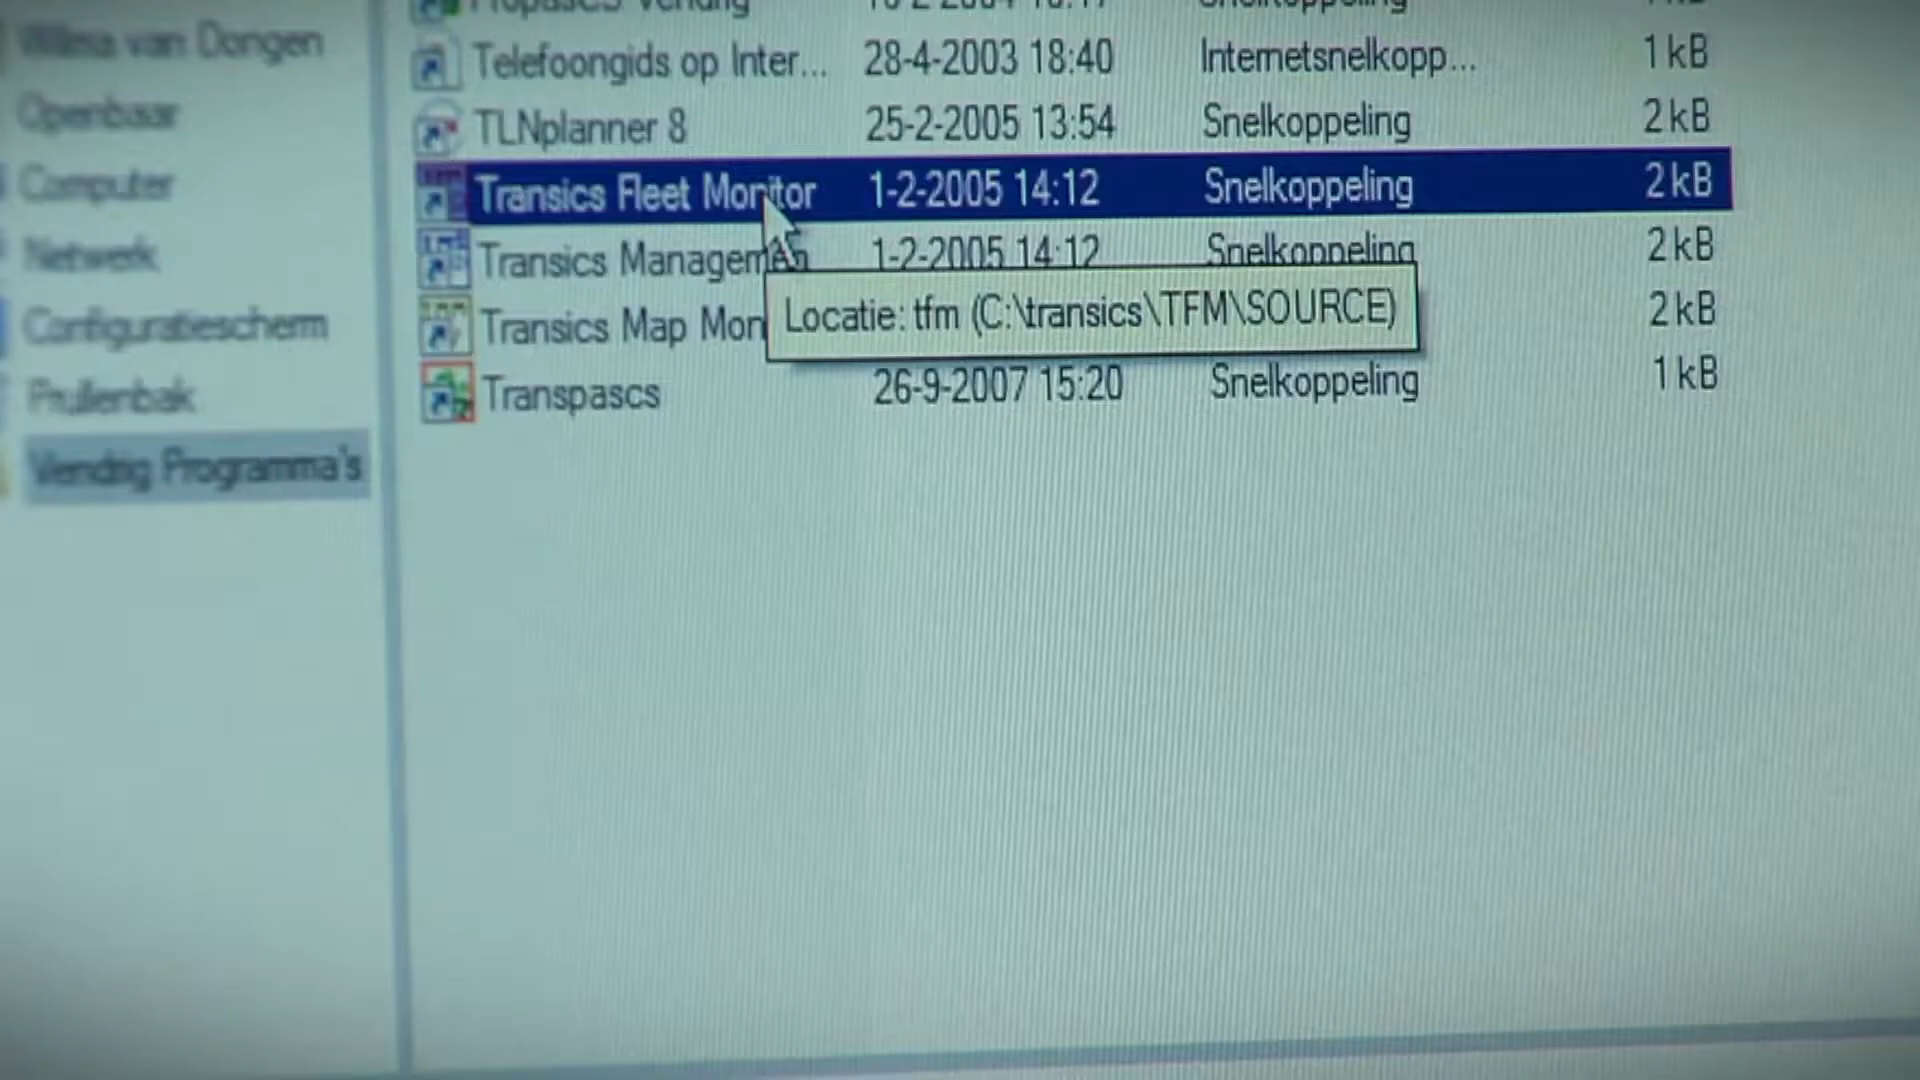 Wilma van Dongen
Openbaar
Computer
Netwerk
Configuratiescherm
Prullenbak
Vendrig Programma's
Telefoongids op Inter... 28-4-2003 18:40 Internetsnelkopp... 1 kB
TLNplanner 8 25-2-2005 13:54 Snelkoppeling 2 kB
Transics Fleet Monitor 1-2-2005 14:12 Snelkoppeling 2 kB
Transics Managemen 1-2-2005 14:12 Snelkoppeling 2 kB
Transics Map Mon 2 kB
Locatie: tfm (C:\transics\TFM\SOURCE)
Transpascs 26-9-2007 15:20 Snelkoppeling 1 kB